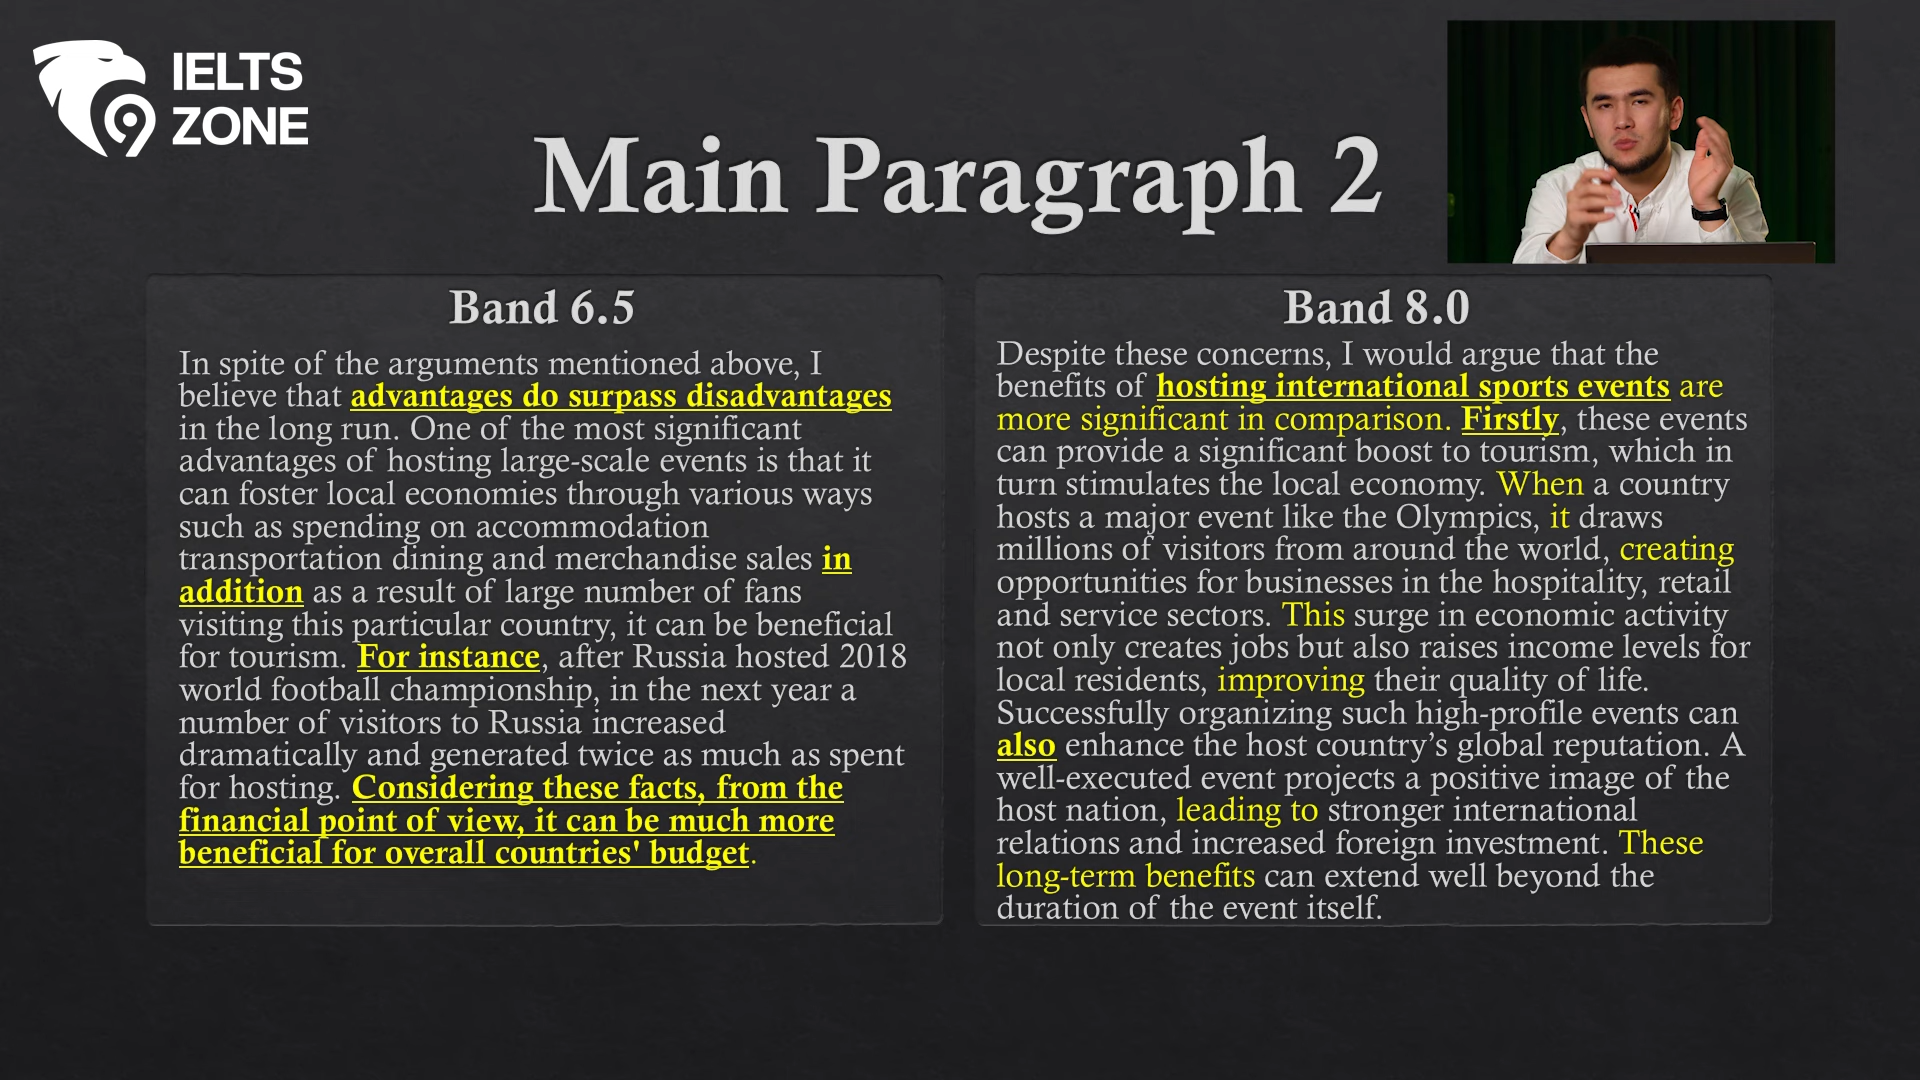 IELTS
ZONE
Main Paragraph 2
Band 6.5
In spite of the arguments mentioned above, I
believe that advantages do surpass disadvantages
in the long run. One of the most significant
advantages of hosting large-scale events is that it
can foster local economies through various ways
such as spending on accommodation
transportation dining and merchandise sales in
addition as a result of large number of fans
visiting this particular country, it can be beneficial
for tourism. For instance, after Russia hosted 2018
world football championship, in the next year a
number of visitors to Russia increased
dramatically and generated twice as much as spent
for hosting. Considering these facts, from the
financial point of view, it can be much more
beneficial for overall countries' budget.
Band 8.0
Despite these concerns, I would argue that the
benefits of hosting international sports events are
more significant in comparison. Firstly, these events
can provide a significant boost to tourism, which in
turn stimulates the local economy. When a country
hosts a major event like the Olympics, it draws
millions of visitors from around the world, creating
opportunities for businesses in the hospitality, retail
and service sectors. This surge in economic activity
not only creates jobs but also raises income levels for
local residents, improving their quality of life.
Successfully organizing such high-profile events can
also enhance the host country’s global reputation. A
well-executed event projects a positive image of the
host nation, leading to stronger international
relations and increased foreign investment. These
long-term benefits can extend well beyond the
duration of the event itself.